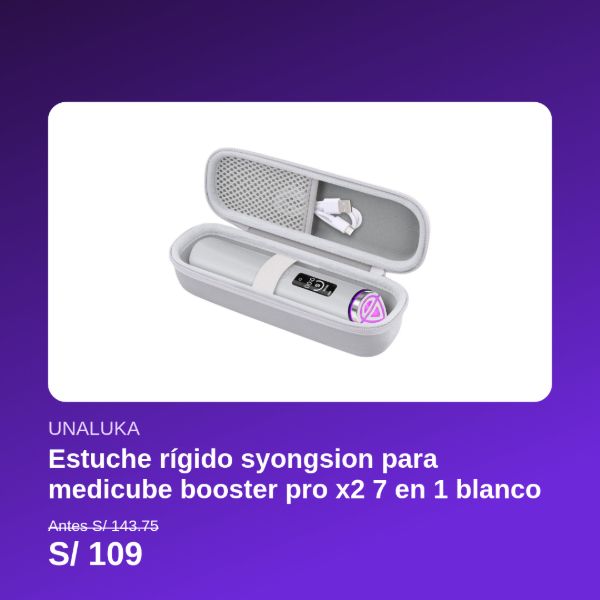 UNALUKA
Estuche rígido syongsion para
medicube booster pro x2 7 en 1 blanco
Antes S/ 143.75
S/ 109